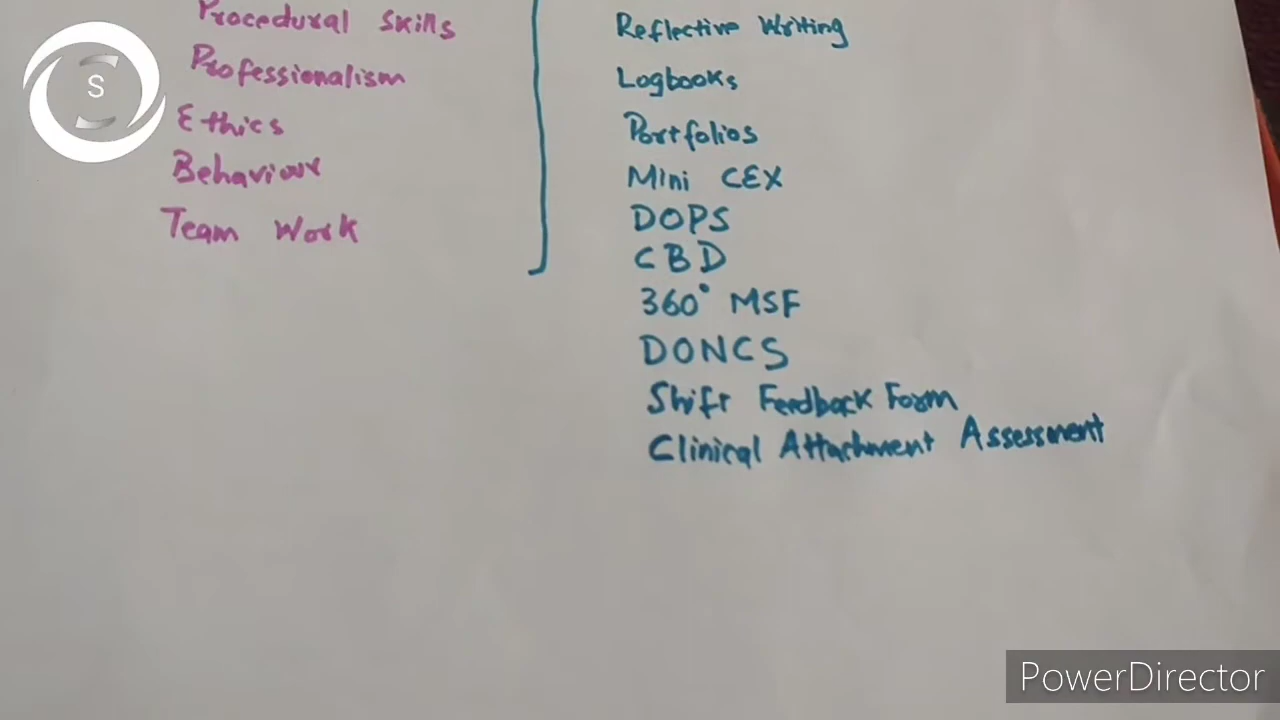 S
Procedural Skills
Professionalism
Ethics
Behaviour
Team Work
Reflective Writing
Logbooks
Portfolios
Mini CEX
DOPS
CBD
360° MSF
DONCS
Shift Feedback Form
Clinical Attachment Assessment
PowerDirector